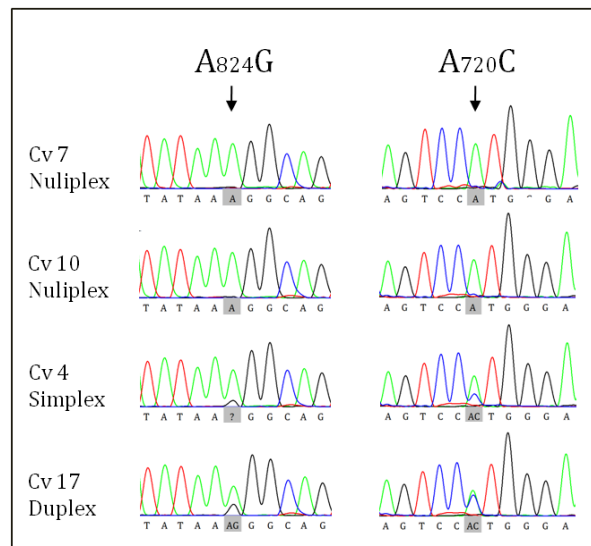 A824G A720C
Cv 7
Nuliplex
T A T A A A G G C A G A G T C C A T G G A
Cv 10
Nuliplex
T A T A A A G G C A G A G T C C A T G G G A
Cv 4
Simplex
T A T A A ? G G C A G A G T C C AC T G G G A
Cv 17
Duplex
T A T A A AG G G C A G A G T C C AC T G G G A